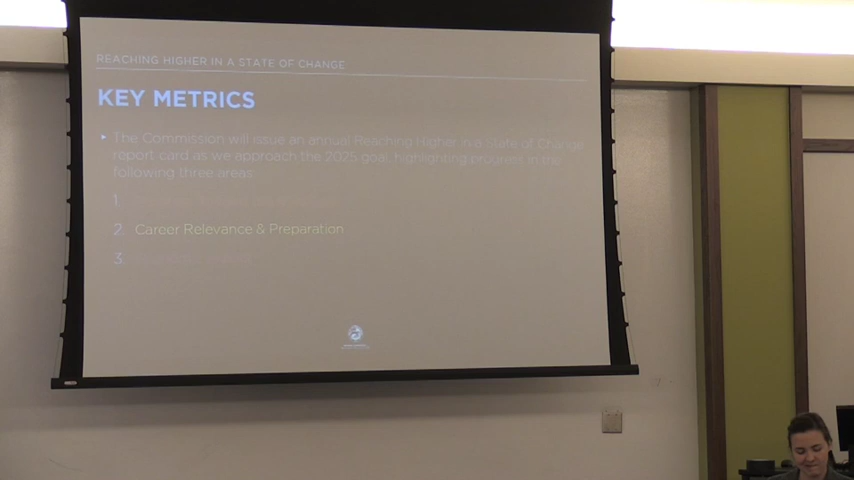 REACHING HIGHER IN A STATE OF CHANGE
KEY METRICS
The Commission will issue an annual Reaching Higher in a State of Change
report card as we approach the 2025 goal, highlighting progress in the
following three areas
1.
2. Career Relevance & Preparation
3.